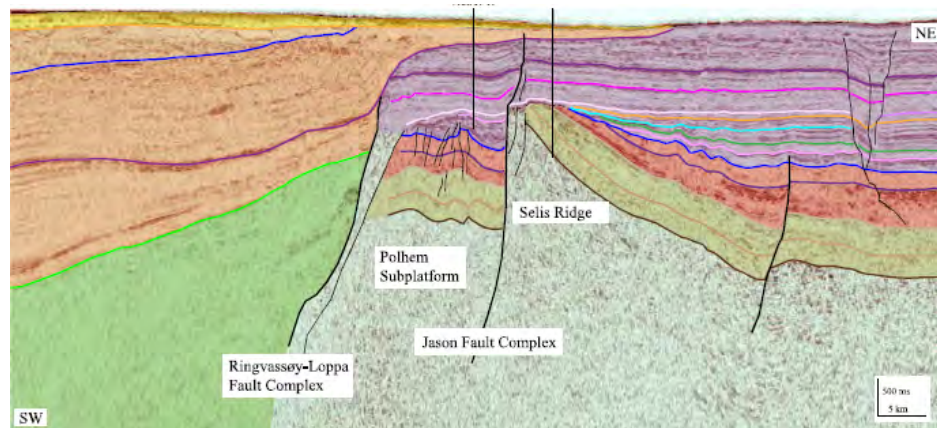 NE
Selis Ridge
Polhem
Subplatform
Jason Fault Complex
Ringvassøy-Loppa
Fault Complex
500 ms
5 km
SW